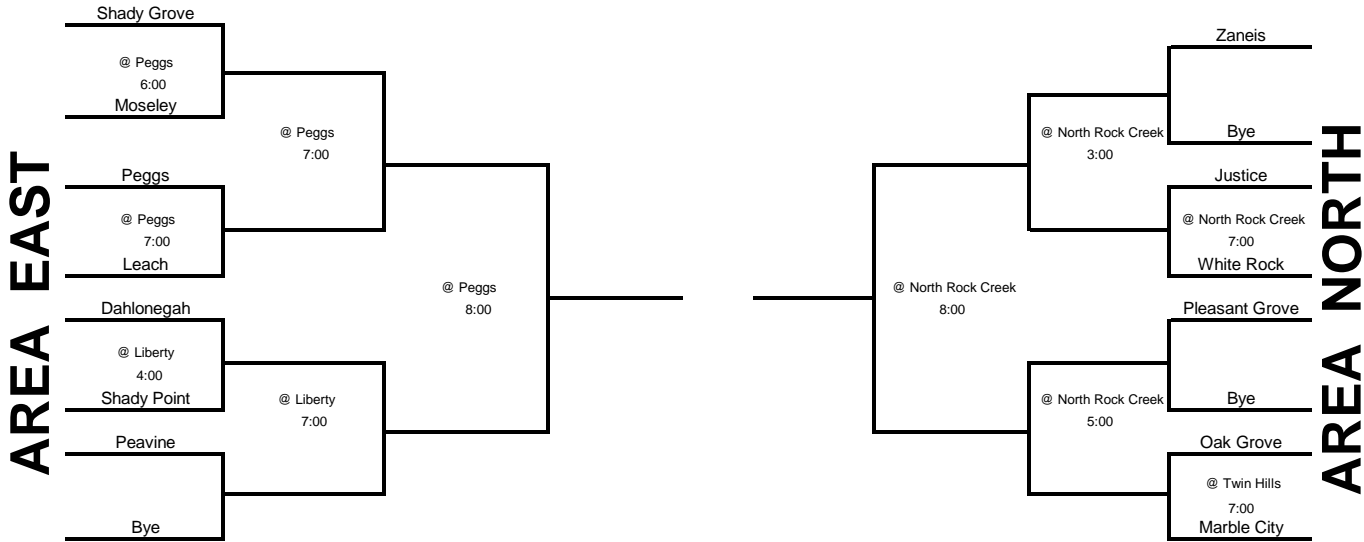 AREA EAST
Shady Grove
@ Peggs
6:00
Moseley
@ Peggs
7:00
Peggs
@ Peggs
7:00
Leach
@ Peggs
8:00
Dahlonegah
@ Liberty
4:00
Shady Point
@ Liberty
7:00
Peavine
Bye
Zaneis
@ North Rock Creek
3:00
Bye
Justice
@ North Rock Creek
7:00
White Rock
@ North Rock Creek
8:00
Pleasant Grove
@ North Rock Creek
5:00
Bye
Oak Grove
@ Twin Hills
7:00
Marble City
AREA NORTH